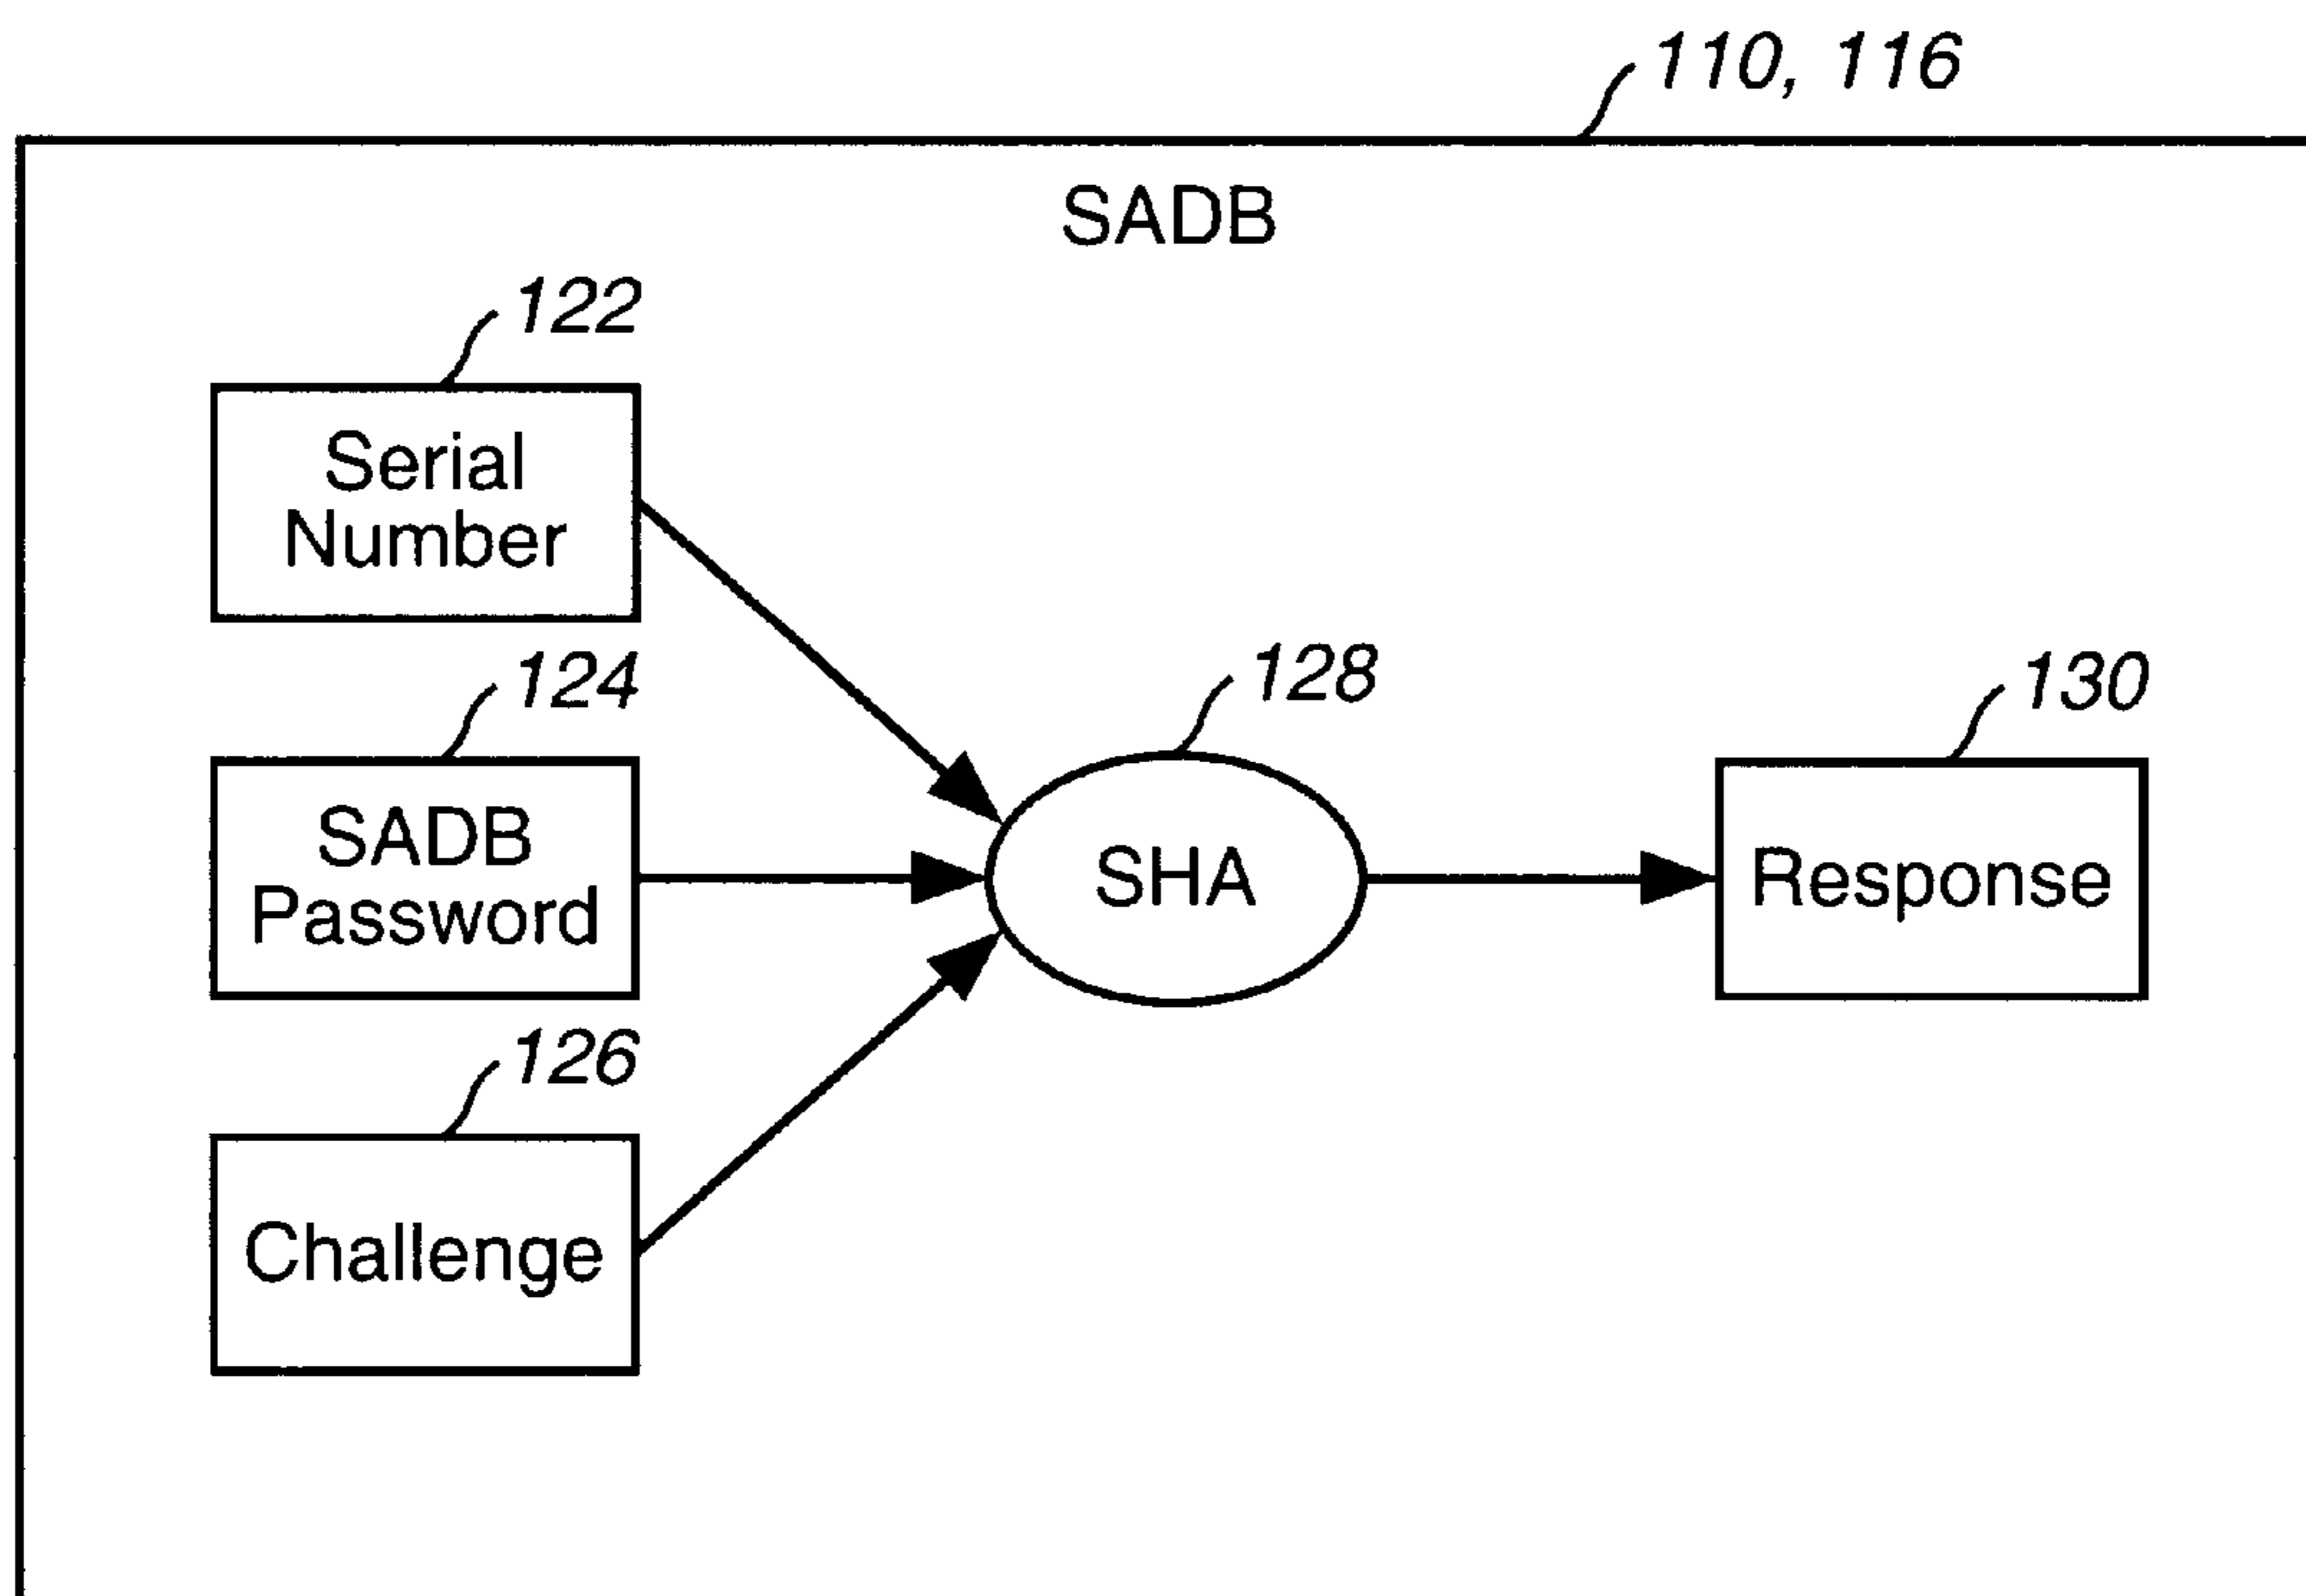 110, 116
SADB
122
Serial
Number
124
SADB
Password
126
Challenge
128
SHA
130
Response